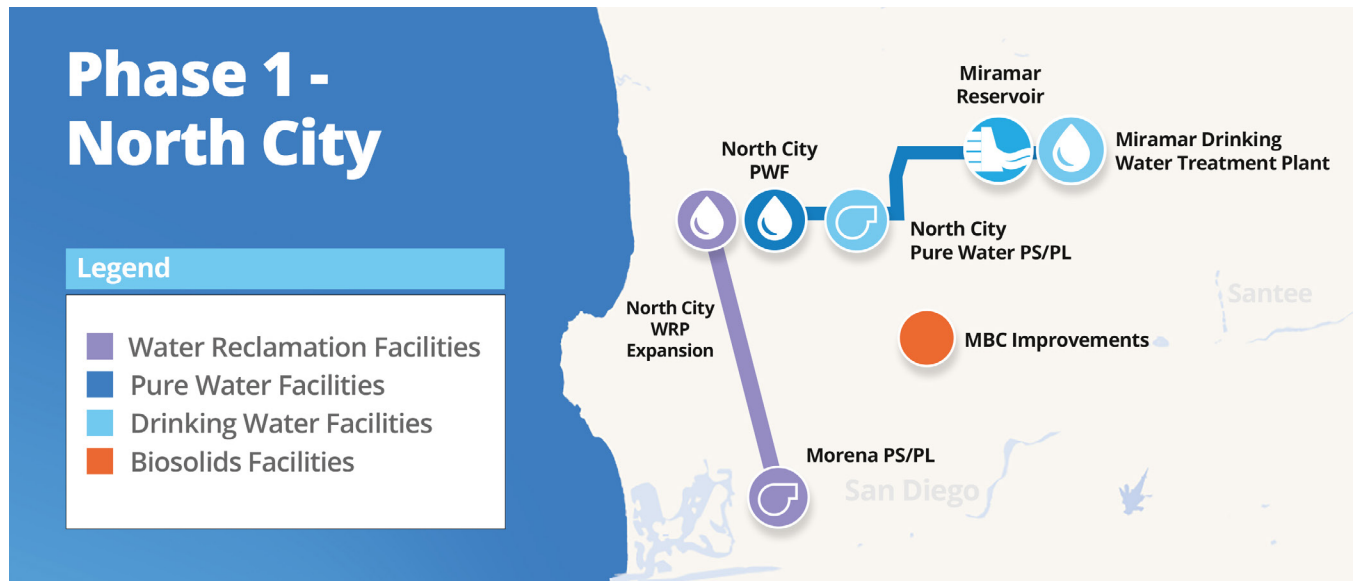 Phase 1 -
North City
Legend
Water Reclamation Facilities
Pure Water Facilities
Drinking Water Facilities
Biosolids Facilities
Miramar
Reservoir
Miramar Drinking
Water Treatment Plant
North City
PWF
North City
Pure Water PS/PL
North City
WRP
Expansion
MBC Improvements
Santee
Morena PS/PL
San Diego